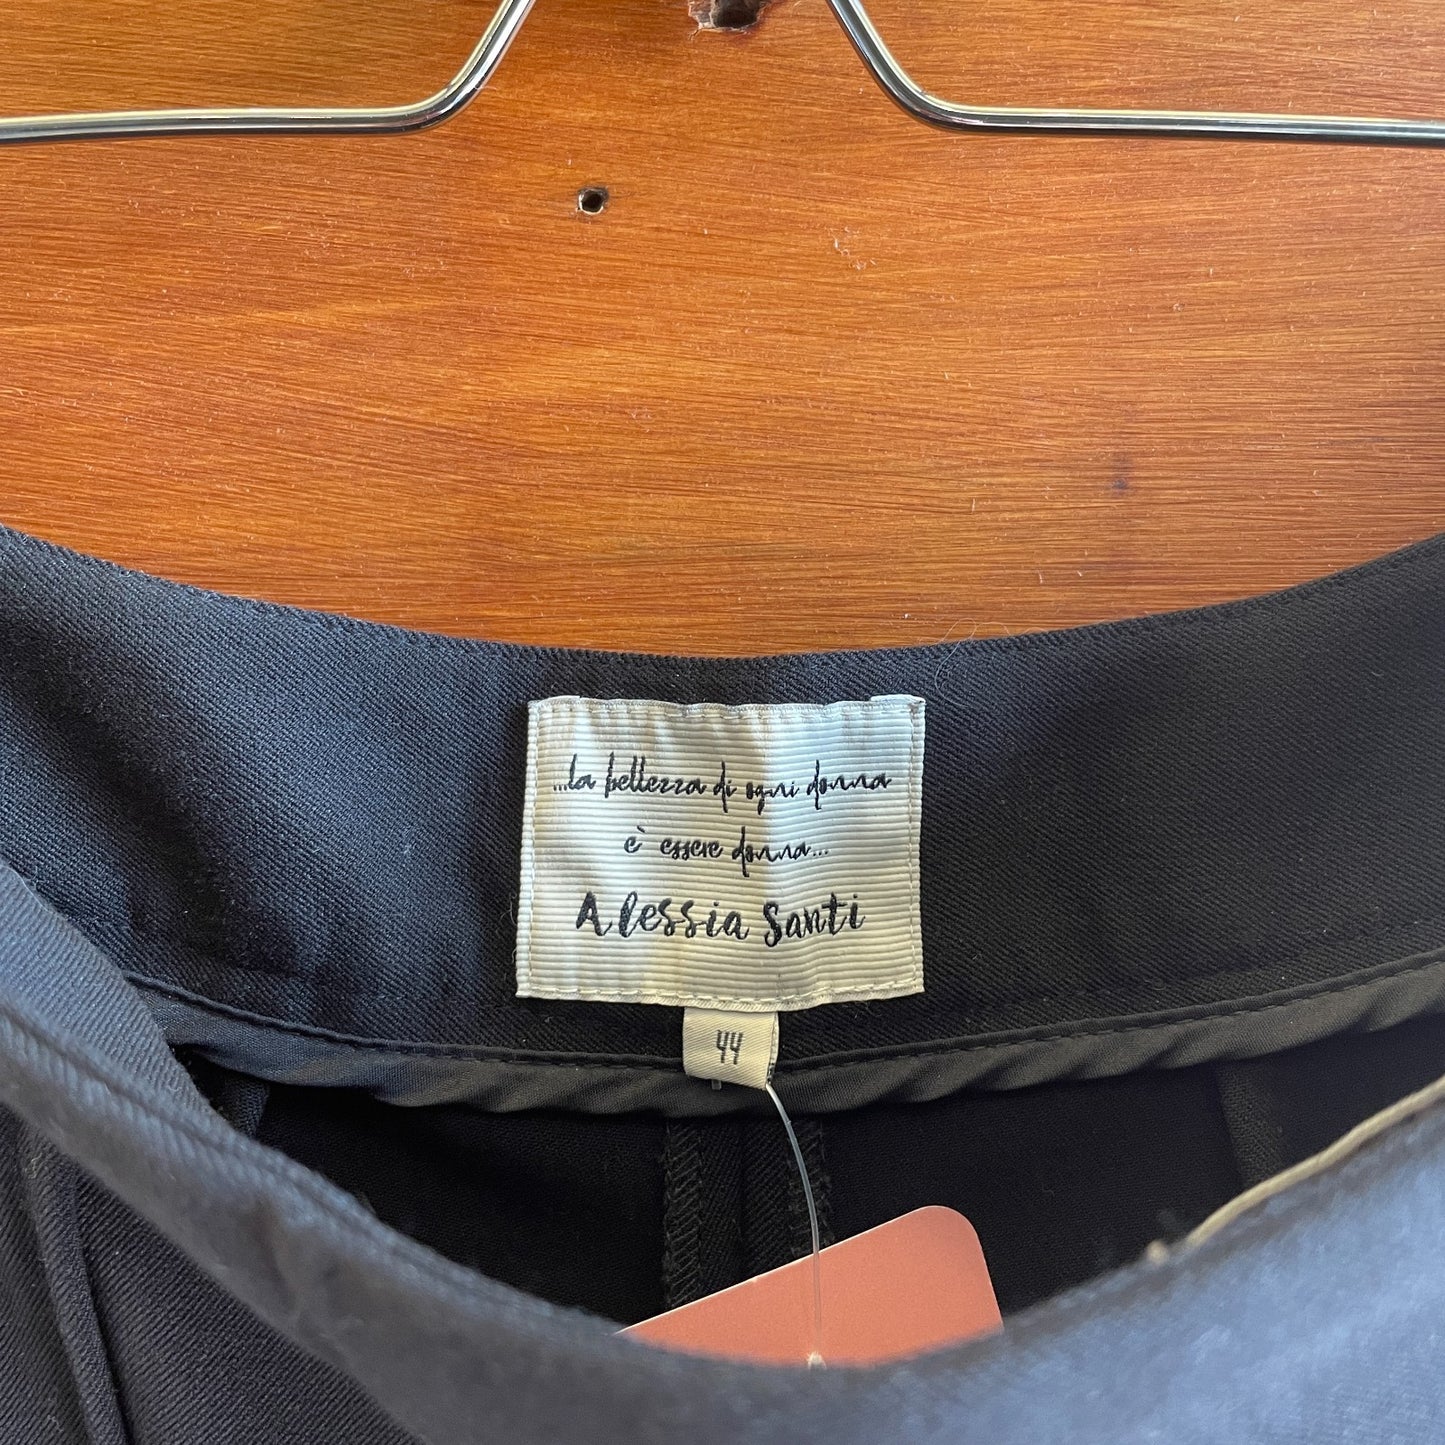 ...la bellezza di ogni donna
è essere donna...
Alessia Santi
44